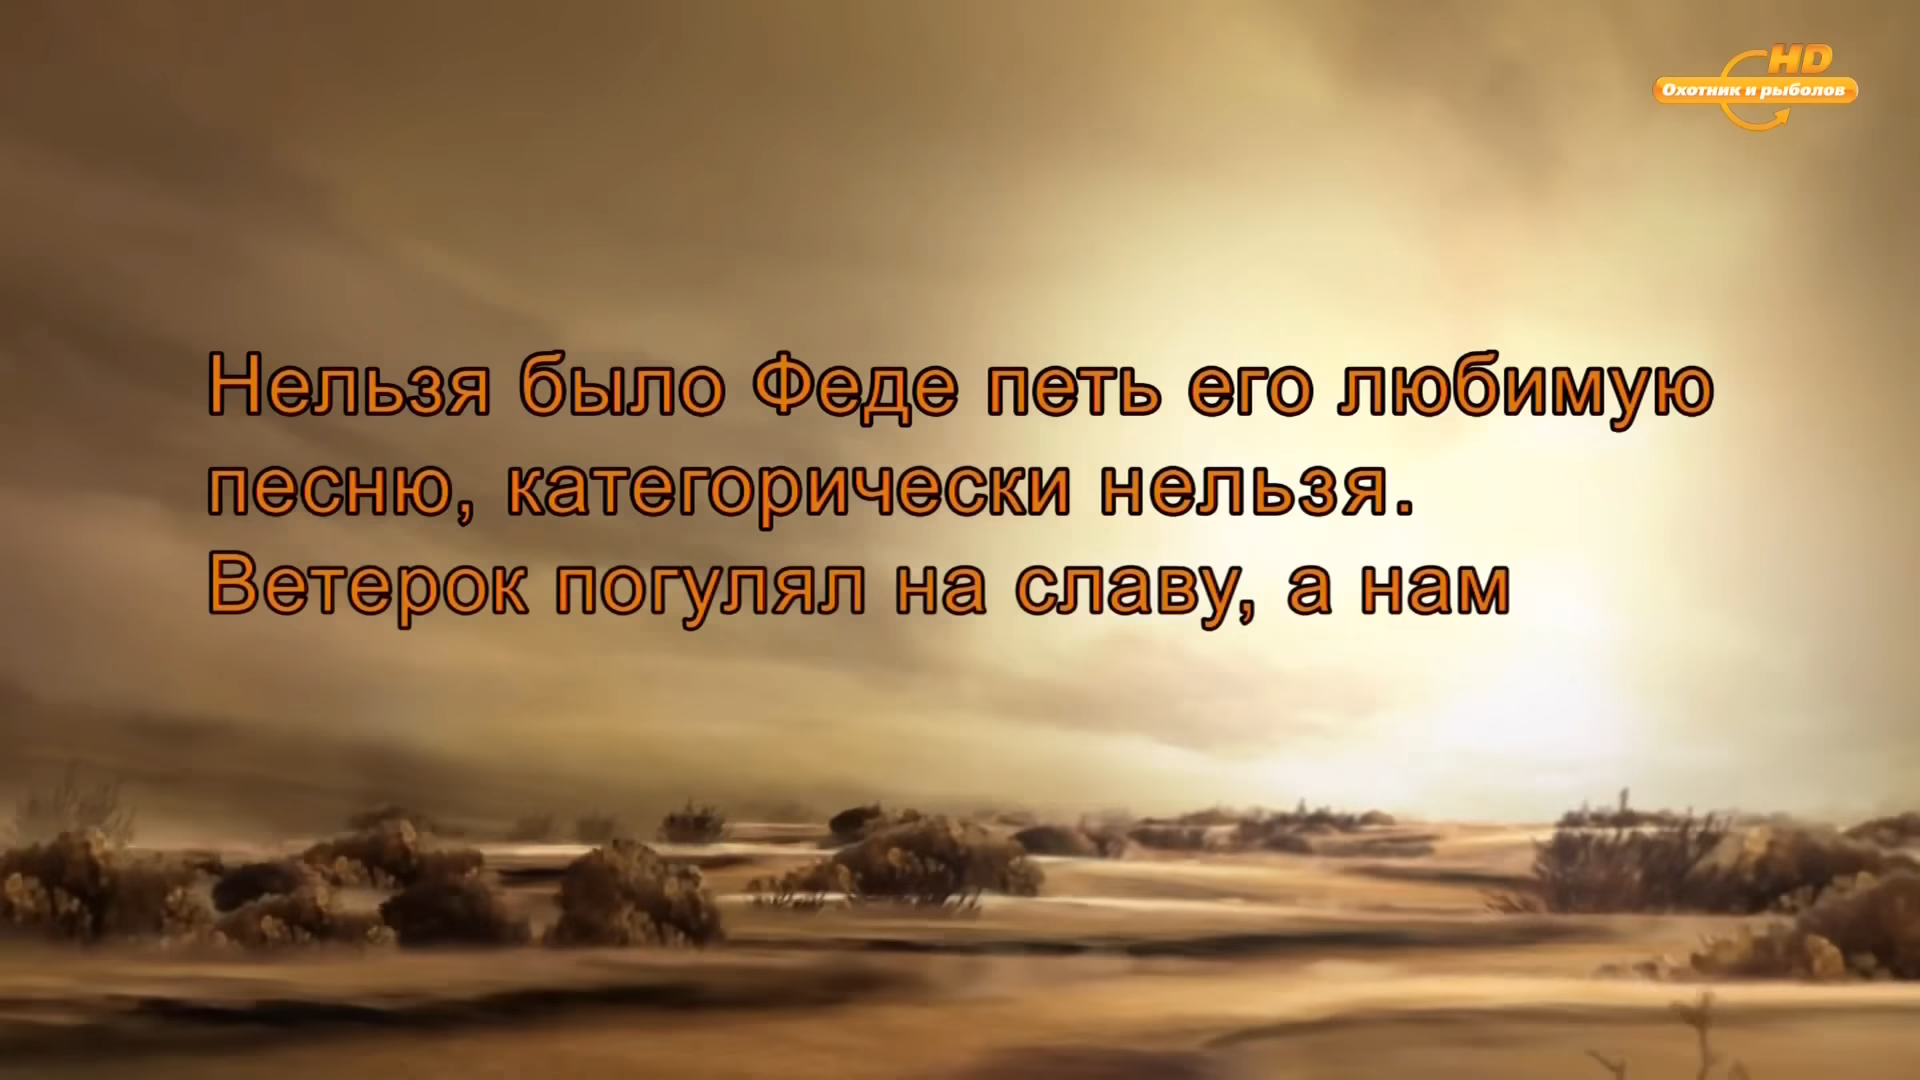 HD
Охотник и рыболов
Нельзя было Феде петь его любимую
песню, категорически нельзя.
Ветерок погулял на славу, а нам